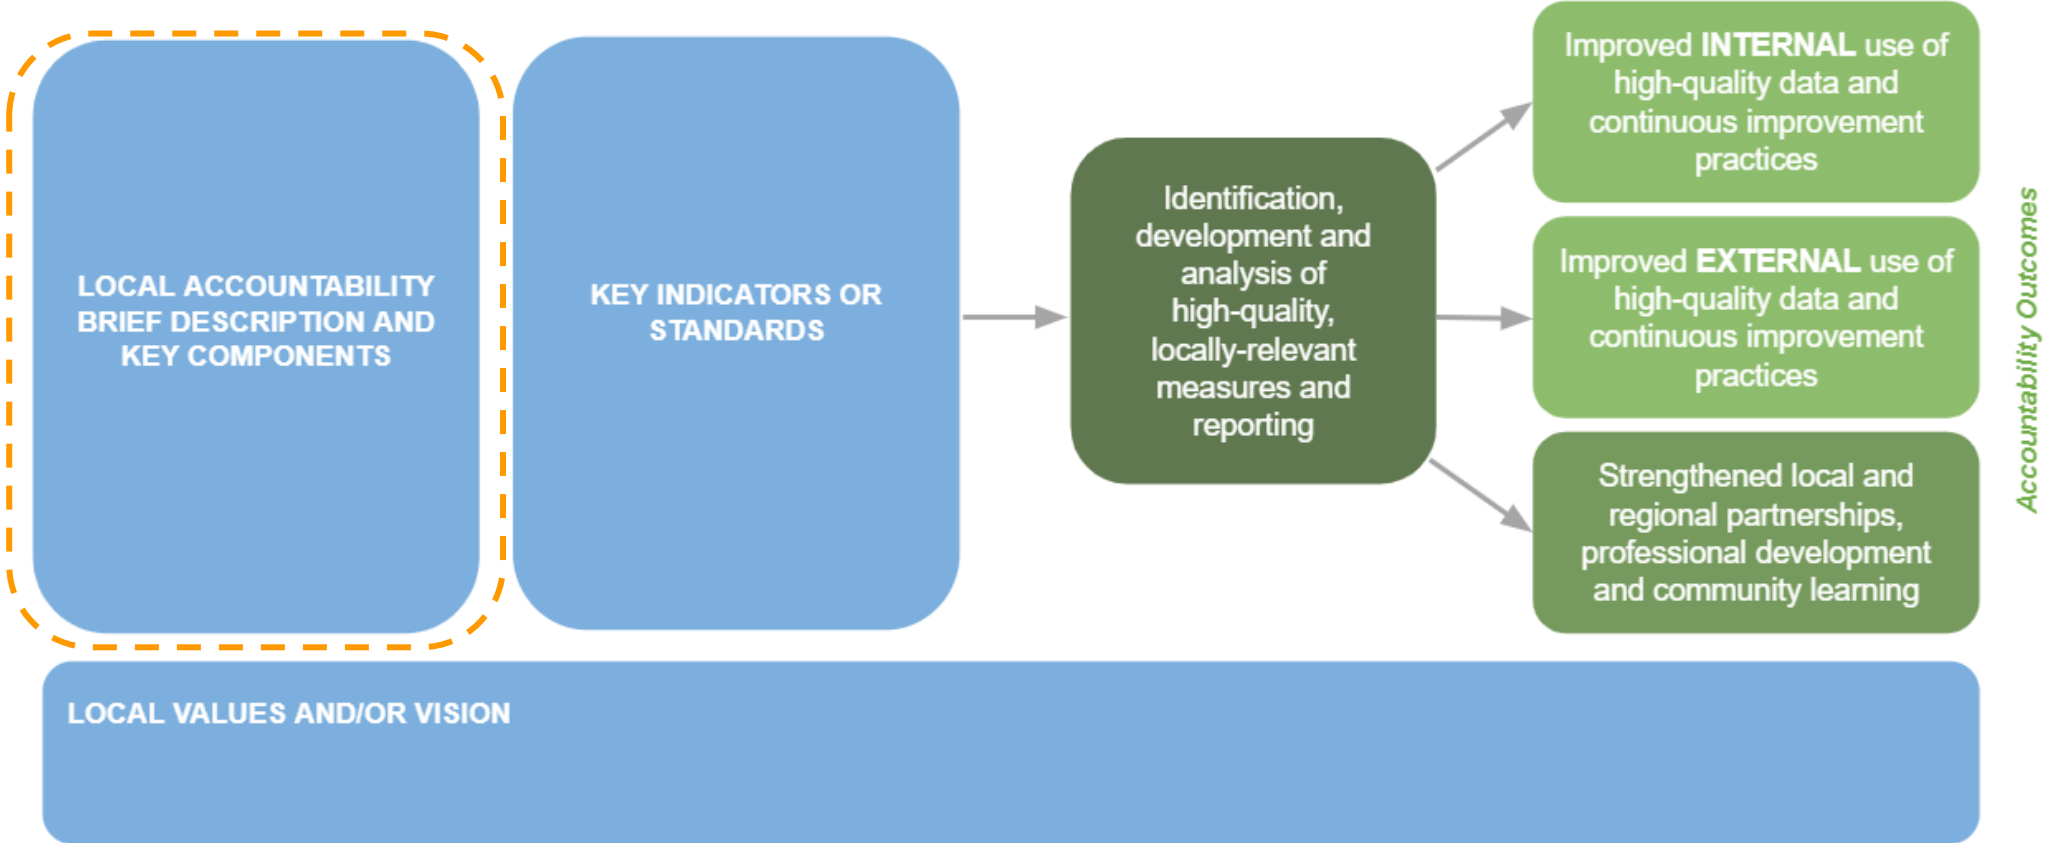 LOCAL ACCOUNTABILITY
BRIEF DESCRIPTION AND
KEY COMPONENTS
KEY INDICATORS OR
STANDARDS
Identification,
development and
analysis of
high-quality,
locally-relevant
measures and
reporting
Improved INTERNAL use of
high-quality data and
continuous improvement
practices
Improved EXTERNAL use of
high-quality data and
continuous improvement
practices
Strengthened local and
regional partnerships,
professional development
and community learning
Accountability Outcomes
LOCAL VALUES AND/OR VISION